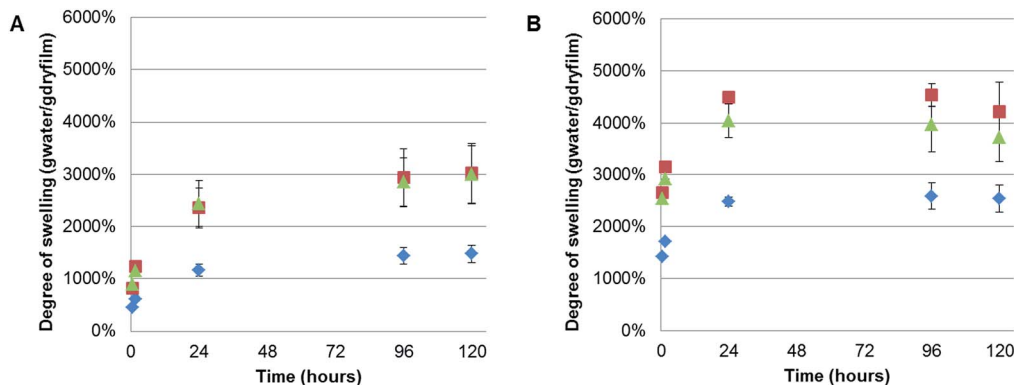 A
Degree of swelling (gwater/gdryfilm)
6000%
5000%
4000%
3000%
2000%
1000%
0%
0 24 48 72 96 120
Time (hours)
B
Degree of swelling (gwater/gdryfilm)
6000%
5000%
4000%
3000%
2000%
1000%
0%
0 24 48 72 96 120
Time (hours)